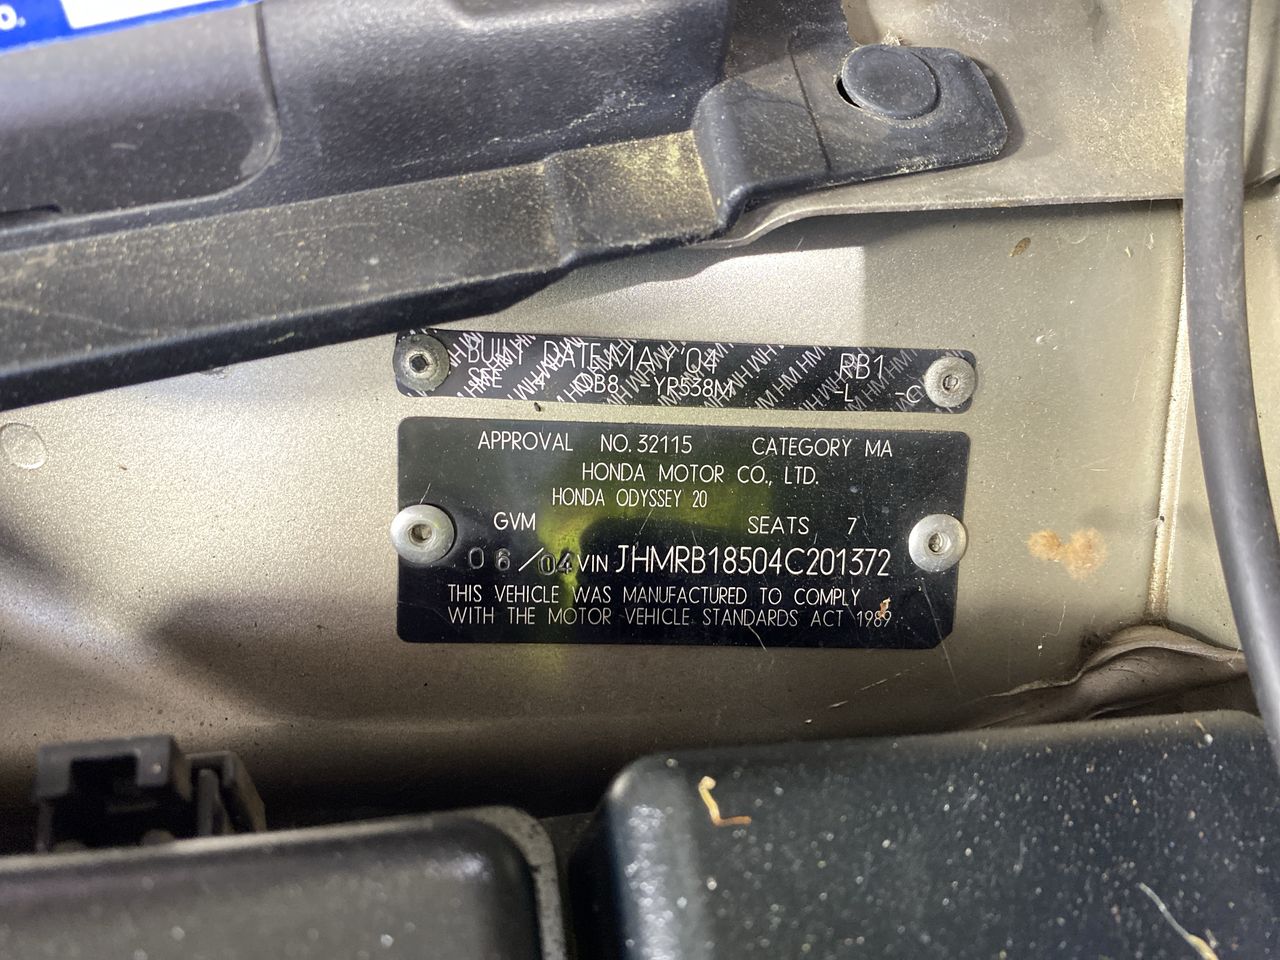 BUILT DATE MAY'04 RB1
QB8 -YR538M -L -C
APPROVAL NO. 32115 CATEGORY MA
HONDA MOTOR CO., LTD.
HONDA ODYSSEY 20
GVM SEATS 7
06/04 VIN JHMRB18504C201372
THIS VEHICLE WAS MANUFACTURED TO COMPLY
WITH THE MOTOR VEHICLE STANDARDS ACT 1989.